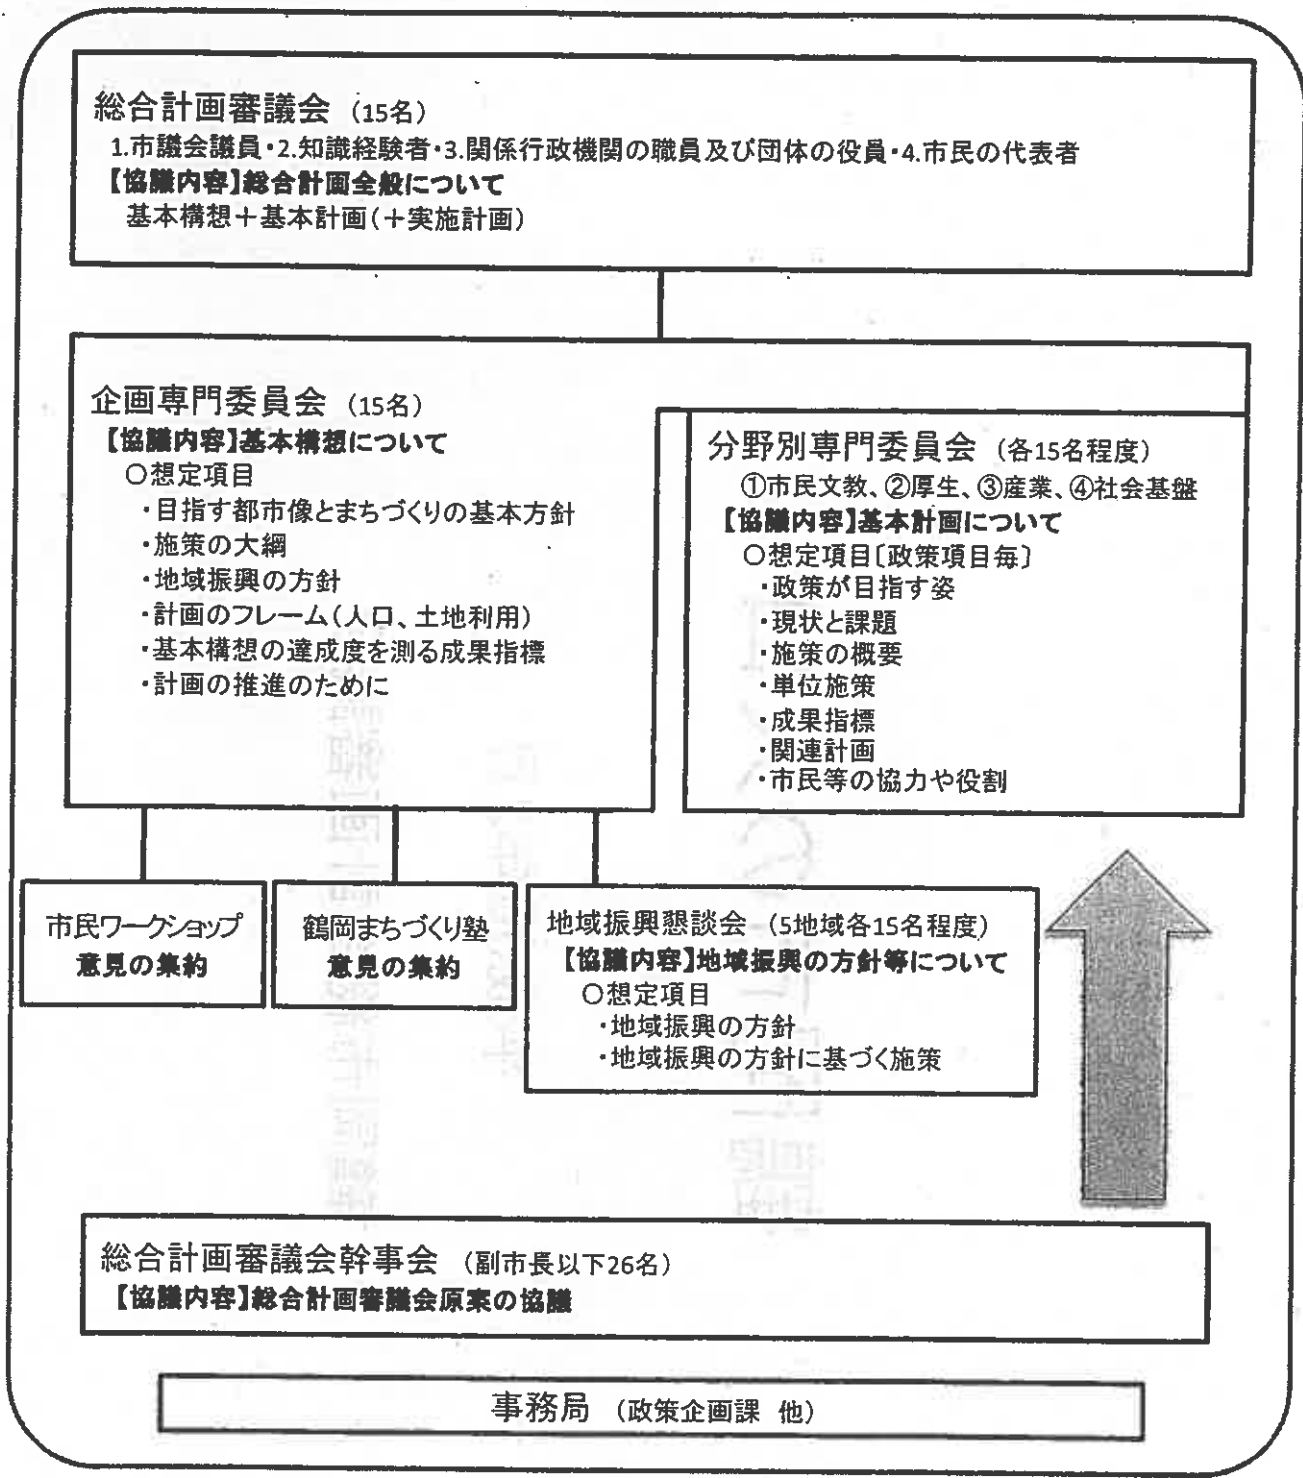 総合計画審議会 (15名)
1.市議会議員・2.知識経験者・3.関係行政機関の職員及び団体の役員・4.市民の代表者
【協議内容】総合計画全般について
基本構想＋基本計画(＋実施計画)
企画専門委員会 (15名)
【協議内容】基本構想について
○想定項目
・目指す都市像とまちづくりの基本方針
・施策の大綱
・地域振興の方針
・計画のフレーム(人口、土地利用)
・基本構想の達成度を測る成果指標
・計画の推進のために
分野別専門委員会 (各15名程度)
①市民文教、②厚生、③産業、④社会基盤
【協議内容】基本計画について
○想定項目〔政策項目毎〕
・政策が目指す姿
・現状と課題
・施策の概要
・単位施策
・成果指標
・関連計画
・市民等の協力や役割
市民ワークショップ
意見の集約
鶴岡まちづくり塾
意見の集約
地域振興懇談会 (5地域各15名程度)
【協議内容】地域振興の方針等について
○想定項目
・地域振興の方針
・地域振興の方針に基づく施策
総合計画審議会幹事会 (副市長以下26名)
【協議内容】総合計画審議会原案の協議
事務局 (政策企画課 他)